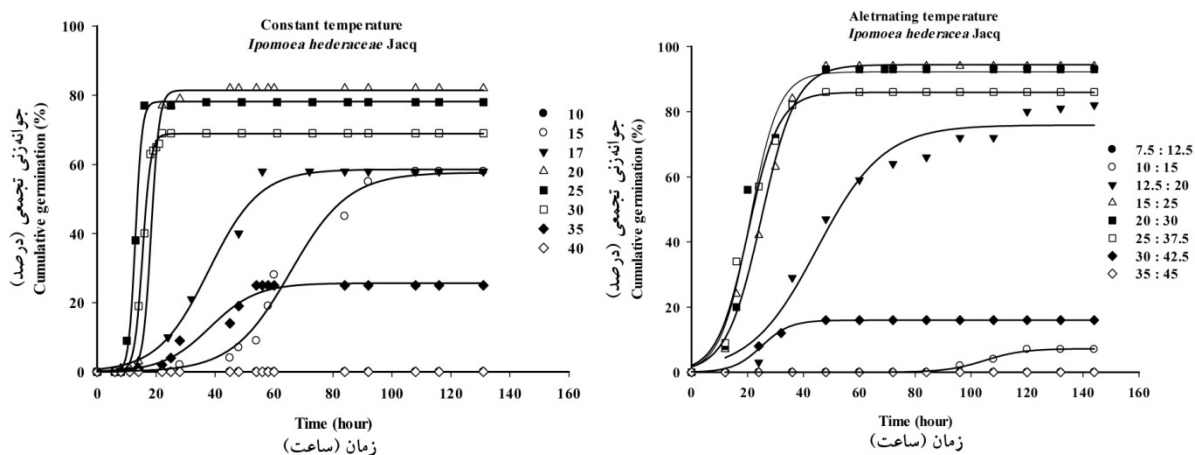 Constant temperature
Ipomoea hederaceae Jacq
جوانه‌زنی تجمعی (درصد)
Cumulative germination (%)
100
80
60
40
20
0
0 20 40 60 80 100 120 140 160
Time (hour)
زمان (ساعت)
10
15
17
20
25
30
35
40
Aletrnating temperature
Ipomoea hederacea Jacq
جوانه‌زنی تجمعی (درصد)
Cumulative germination (%)
100
80
60
40
20
0
0 20 40 60 80 100 120 140 160
Time (hour)
زمان (ساعت)
7.5 : 12.5
10 : 15
12.5 : 20
15 : 25
20 : 30
25 : 37.5
30 : 42.5
35 : 45